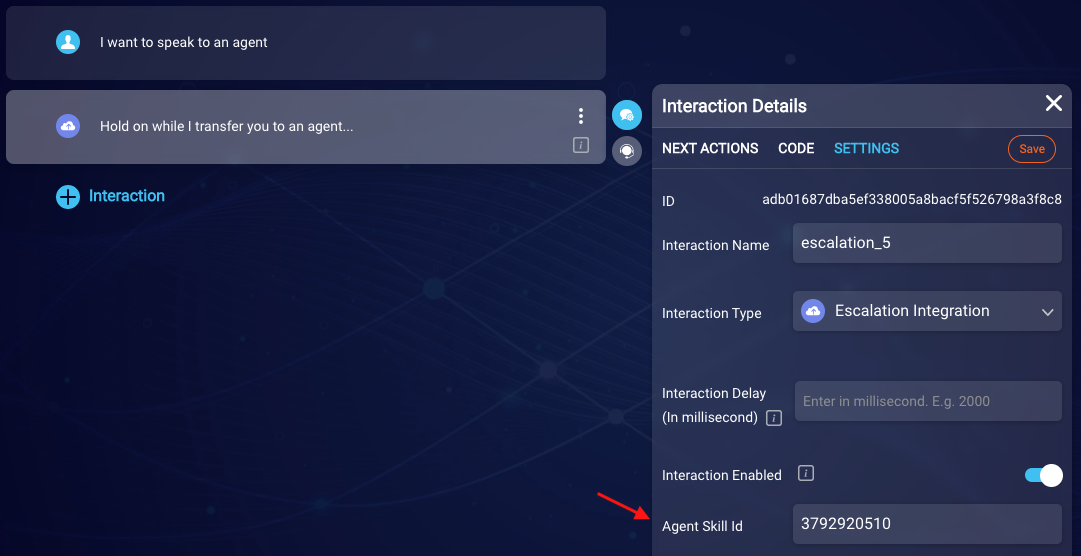 I want to speak to an agent
Hold on while I transfer you to an agent...
i
Interaction
Interaction Details
NEXT ACTIONS CODE SETTINGS Save
ID adb01687dba5ef338005a8bacf5f526798a3f8c8
Interaction Name escalation_5
Interaction Type Escalation Integration
Interaction Delay
(In millisecond) i Enter in millisecond. E.g. 2000
Interaction Enabled i
Agent Skill Id 3792920510